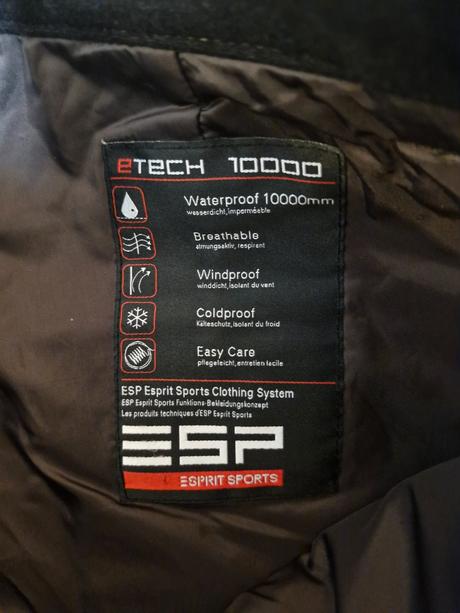 eTECH 10000
Waterproof 10000mm
wasserdicht, imperméable
Breathable
atmungsaktiv, respirant
Windproof
winddicht, isolant du vent
Coldproof
Kälteschutz, isolant du froid
Easy Care
pflegeleicht, entretien facile
ESP Esprit Sports Clothing System
ESP Esprit Sports Funktions-Bekleidungskonzept
Les produits techniques d'ESP Esprit Sports
ESP
ESPRIT SPORTS